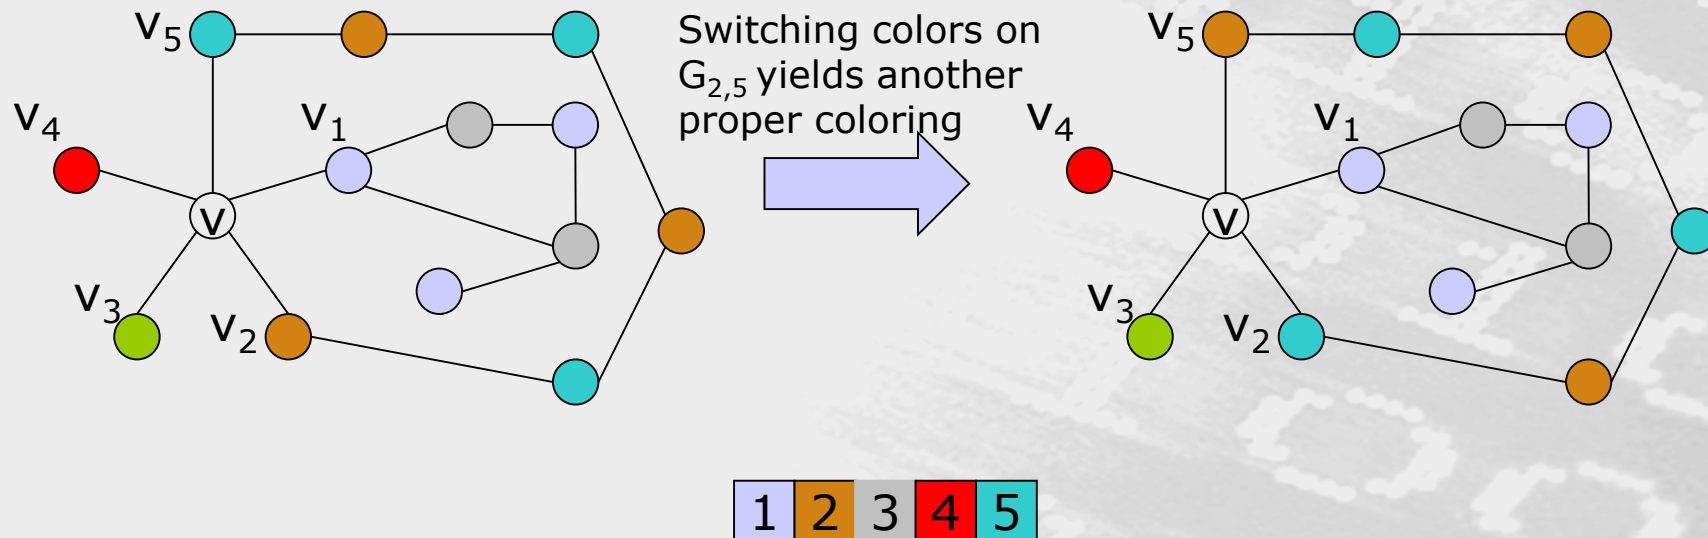 v5
Switching colors on
G2,5 yields another
proper coloring
v4
v1
v
v3
v2
v5
v4
v1
v
v3
v2
1 2 3 4 5